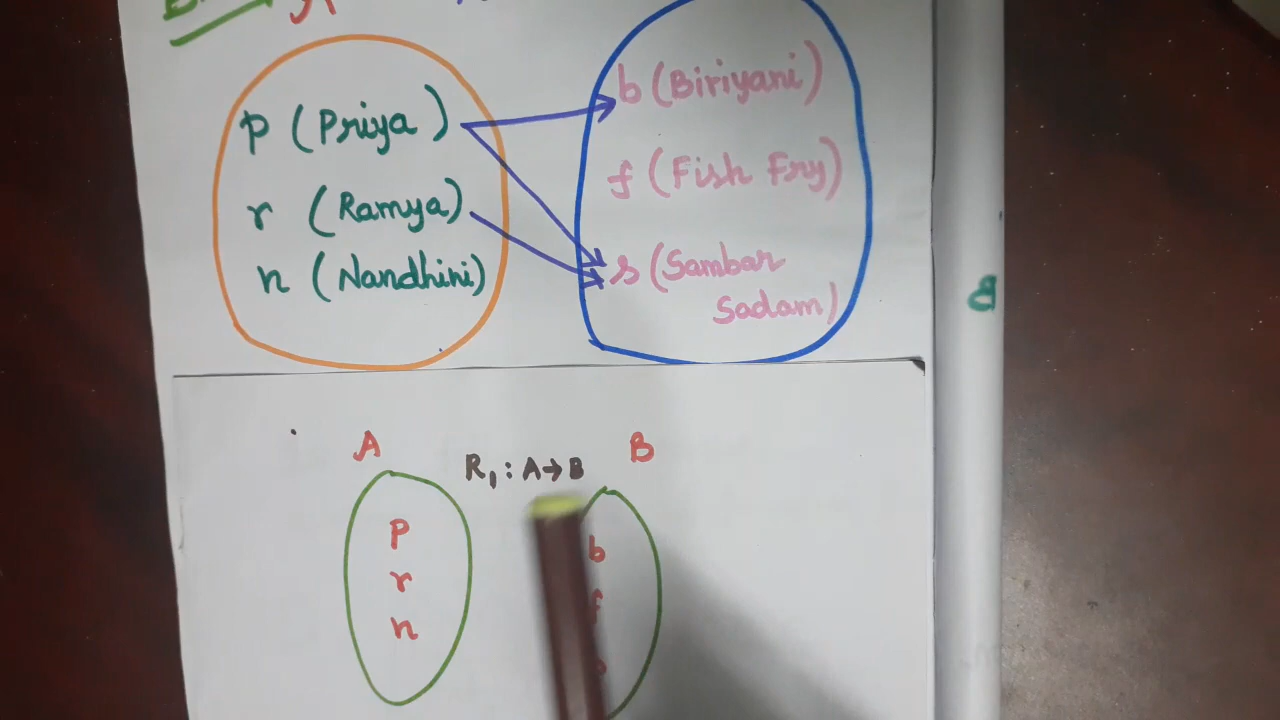 A
p (Priya) b (Biriyani)
r (Ramya) f (Fish Fry)
n (Nandhini) s (Sambar
Sadam)
B
A R₁ : A→B B
p b
r f
n